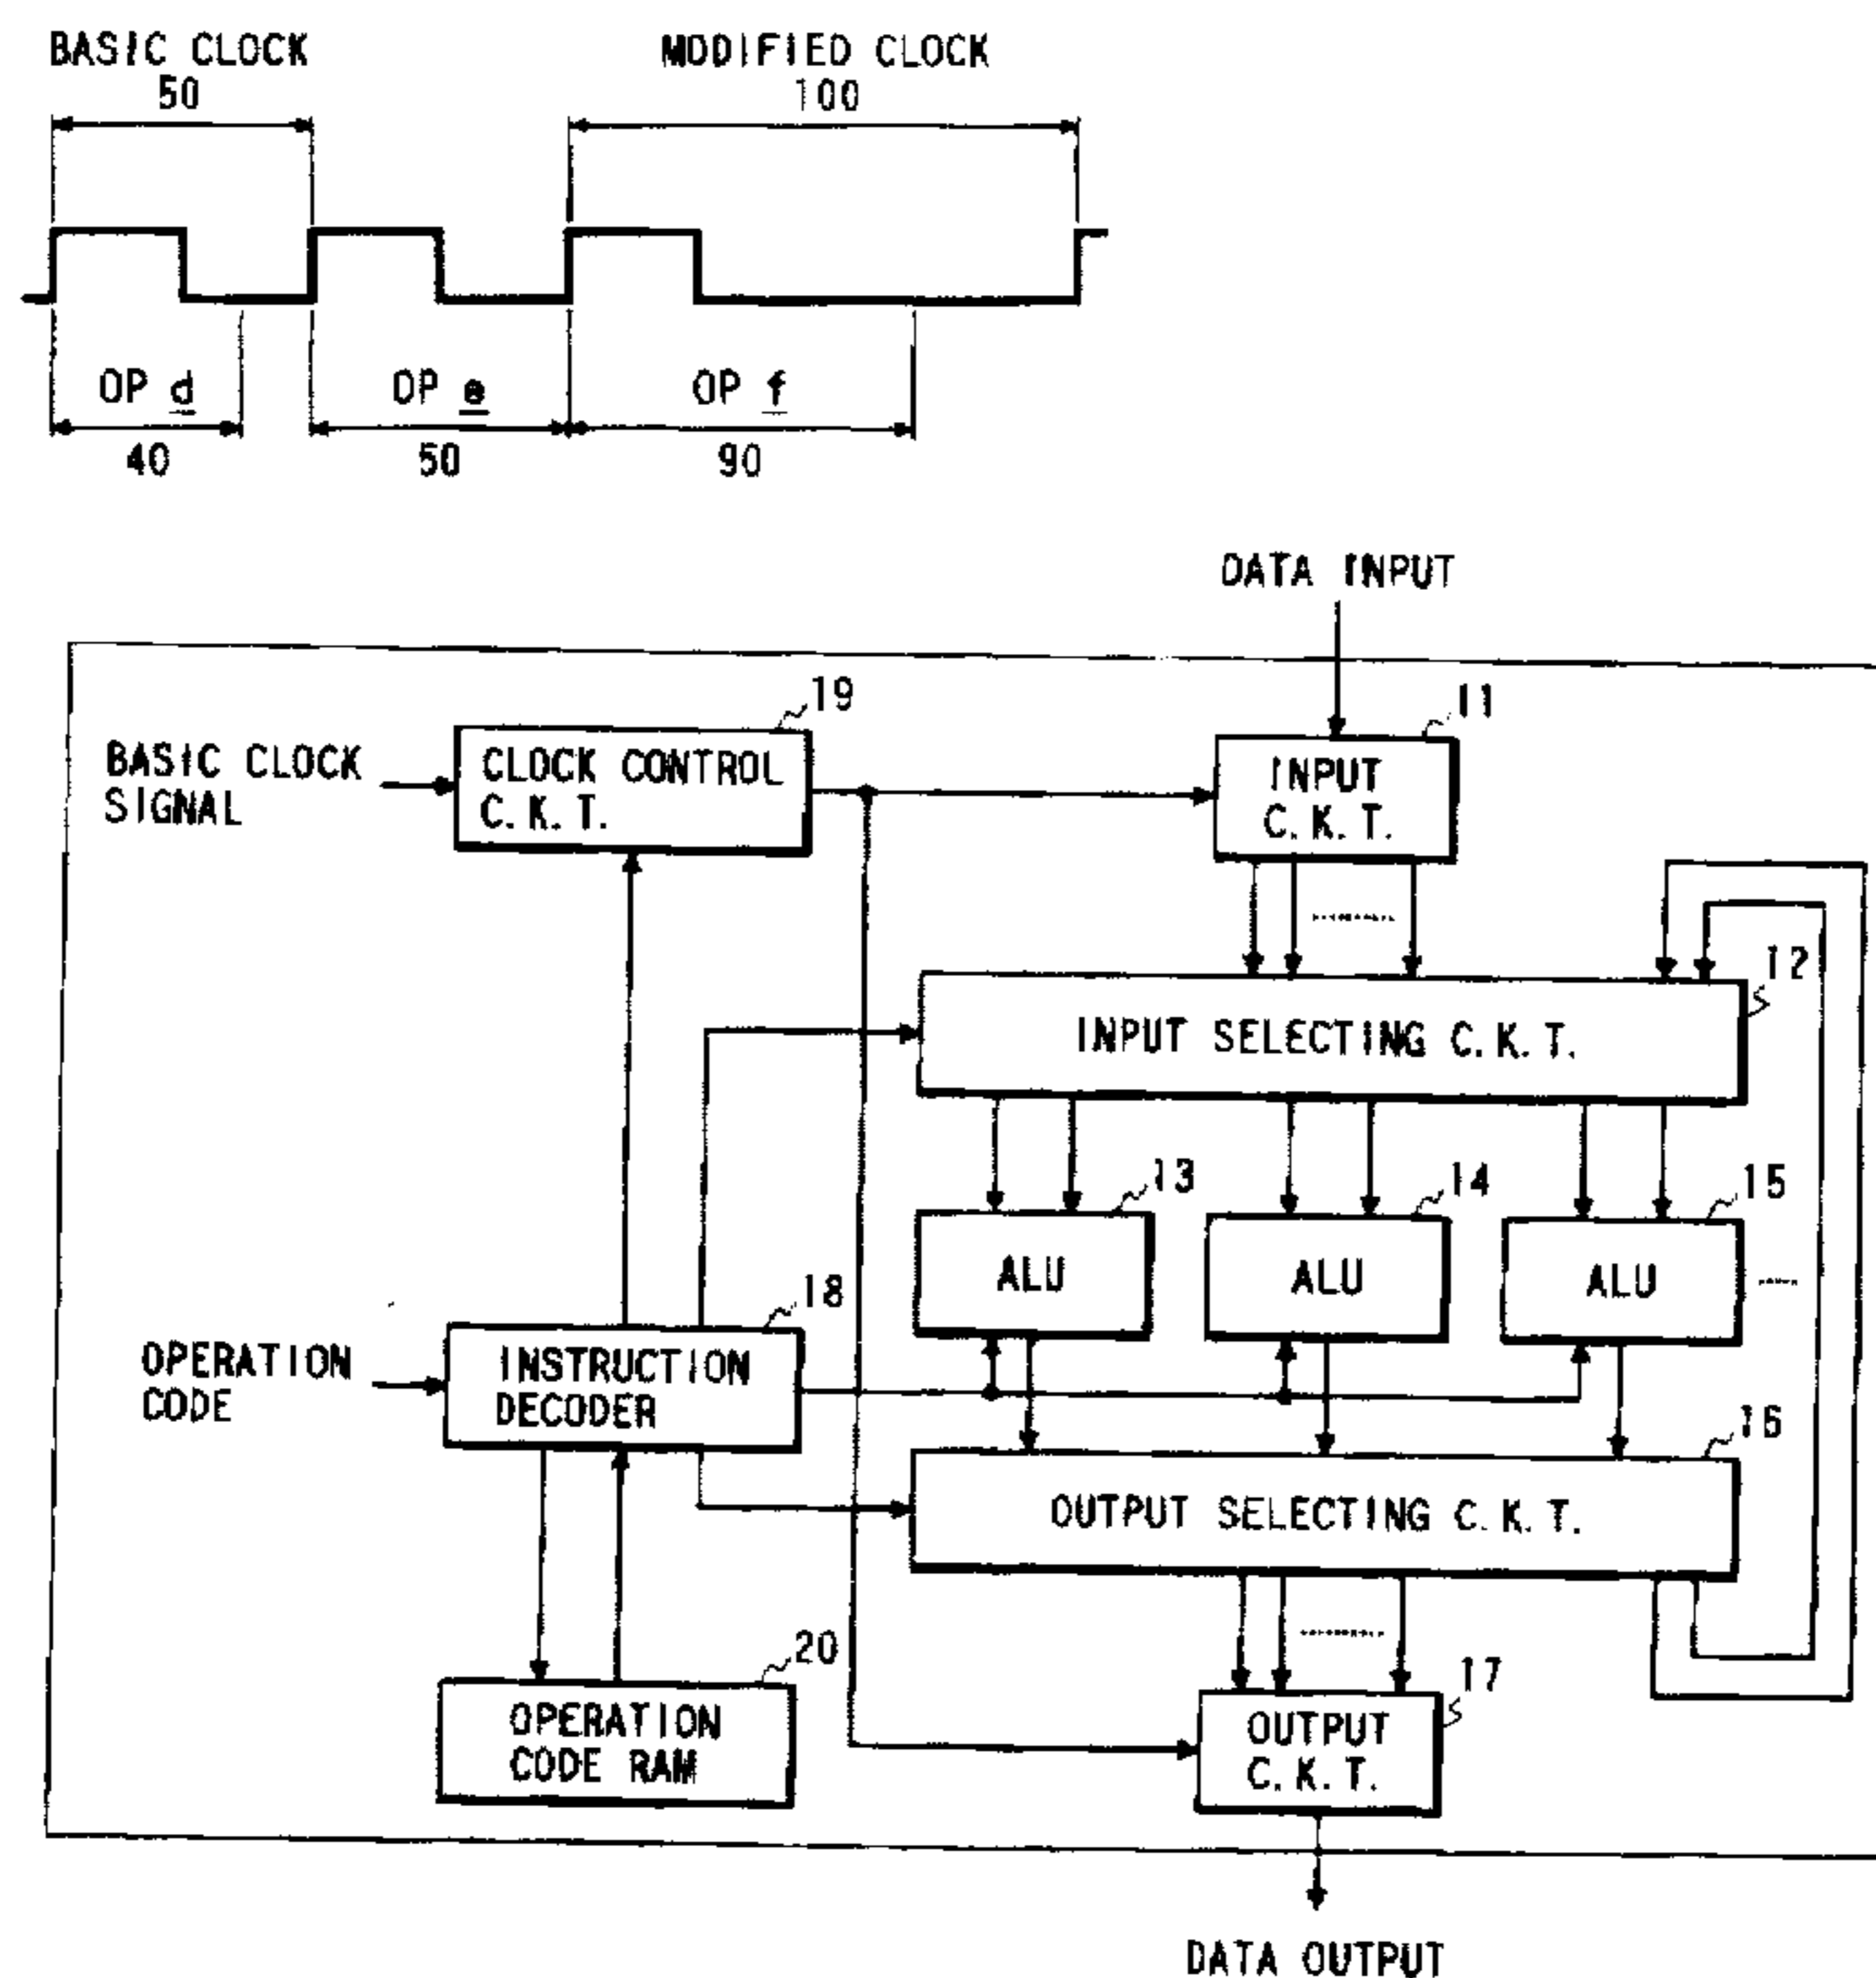 BASIC CLOCK
50
MODIFIED CLOCK
100
OP d
40
OP e
50
OP f
90
DATA INPUT
19
11
BASIC CLOCK
SIGNAL
CLOCK CONTROL
C.K.T.
INPUT
C.K.T.
12
INPUT SELECTING C.K.T.
13
14
15
ALU
ALU
ALU
18
OPERATION
CODE
INSTRUCTION
DECODER
16
OUTPUT SELECTING C.K.T.
20
17
OPERATION
CODE RAM
OUTPUT
C.K.T.
DATA OUTPUT